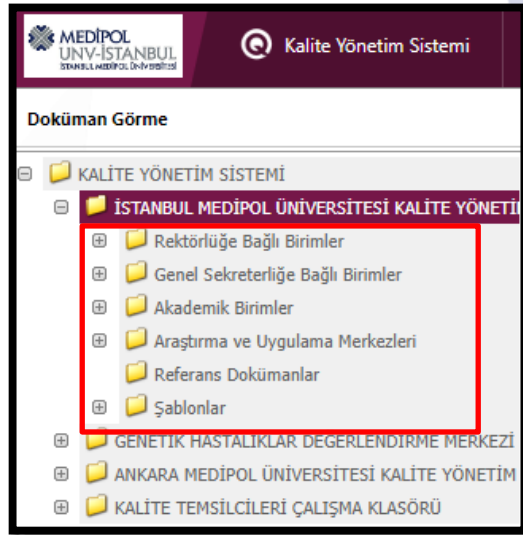 MEDİPOL
UNV-İSTANBUL
İSTANBUL MEDİPOL ÜNİVERSİTESİ
Kalite Yönetim Sistemi
Doküman Görme
KALİTE YÖNETİM SİSTEMİ
İSTANBUL MEDİPOL ÜNİVERSİTESİ KALİTE YÖNETİ
Rektörlüğe Bağlı Birimler
Genel Sekreterliğe Bağlı Birimler
Akademik Birimler
Araştırma ve Uygulama Merkezleri
Referans Dokümanlar
Şablonlar
GENETİK HASTALIKLAR DEĞERLENDİRME MERKEZİ
ANKARA MEDİPOL ÜNİVERSİTESİ KALİTE YÖNETİM
KALİTE TEMSİLCİLERİ ÇALIŞMA KLASÖRÜ